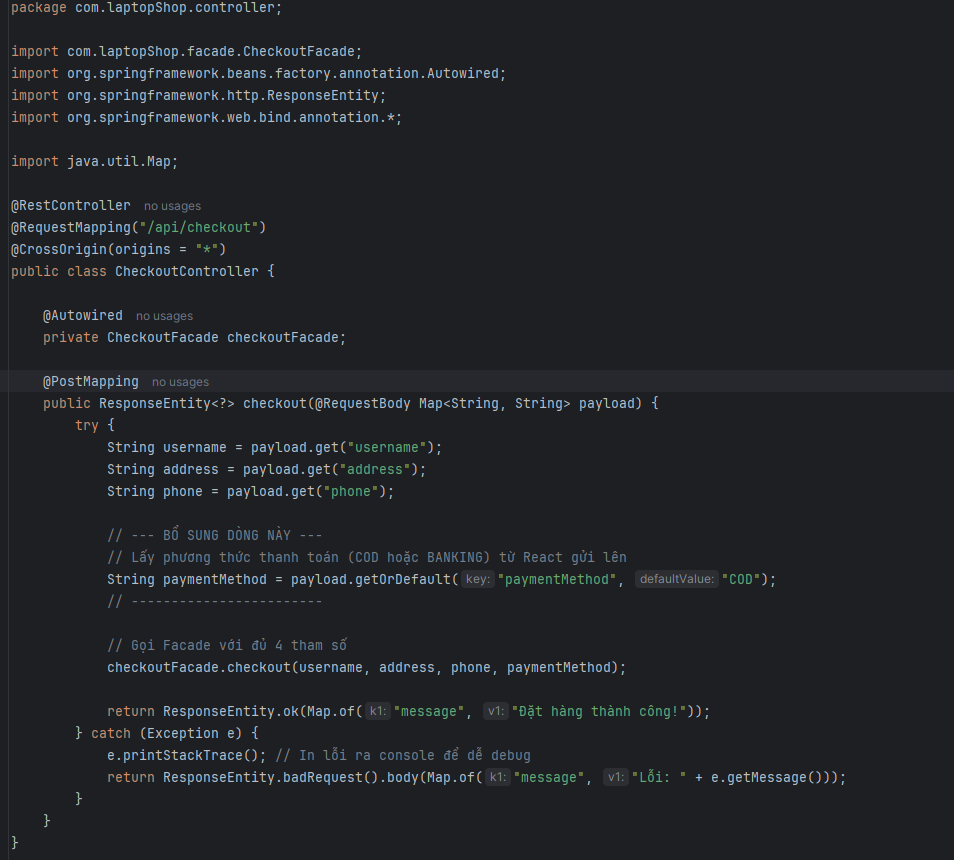 package com.laptopShop.controller;

import com.laptopShop.facade.CheckoutFacade;
import org.springframework.beans.factory.annotation.Autowired;
import org.springframework.http.ResponseEntity;
import org.springframework.web.bind.annotation.*;

import java.util.Map;

@RestController no usages
@RequestMapping("/api/checkout")
@CrossOrigin(origins = "*")
public class CheckoutController {

    @Autowired no usages
    private CheckoutFacade checkoutFacade;

    @PostMapping no usages
    public ResponseEntity<?> checkout(@RequestBody Map<String, String> payload) {
        try {
            String username = payload.get("username");
            String address = payload.get("address");
            String phone = payload.get("phone");

            // --- BỔ SUNG DÒNG NÀY ---
            // Lấy phương thức thanh toán (COD hoặc BANKING) từ React gửi lên
            String paymentMethod = payload.getOrDefault( key: "paymentMethod", defaultValue: "COD");
            // ------------------------

            // Gọi Facade với đủ 4 tham số
            checkoutFacade.checkout(username, address, phone, paymentMethod);

            return ResponseEntity.ok(Map.of( k1: "message", v1: "Đặt hàng thành công!"));
        } catch (Exception e) {
            e.printStackTrace(); // In lỗi ra console để dễ debug
            return ResponseEntity.badRequest().body(Map.of( k1: "message", v1: "Lỗi: " + e.getMessage()));
        }
    }
}